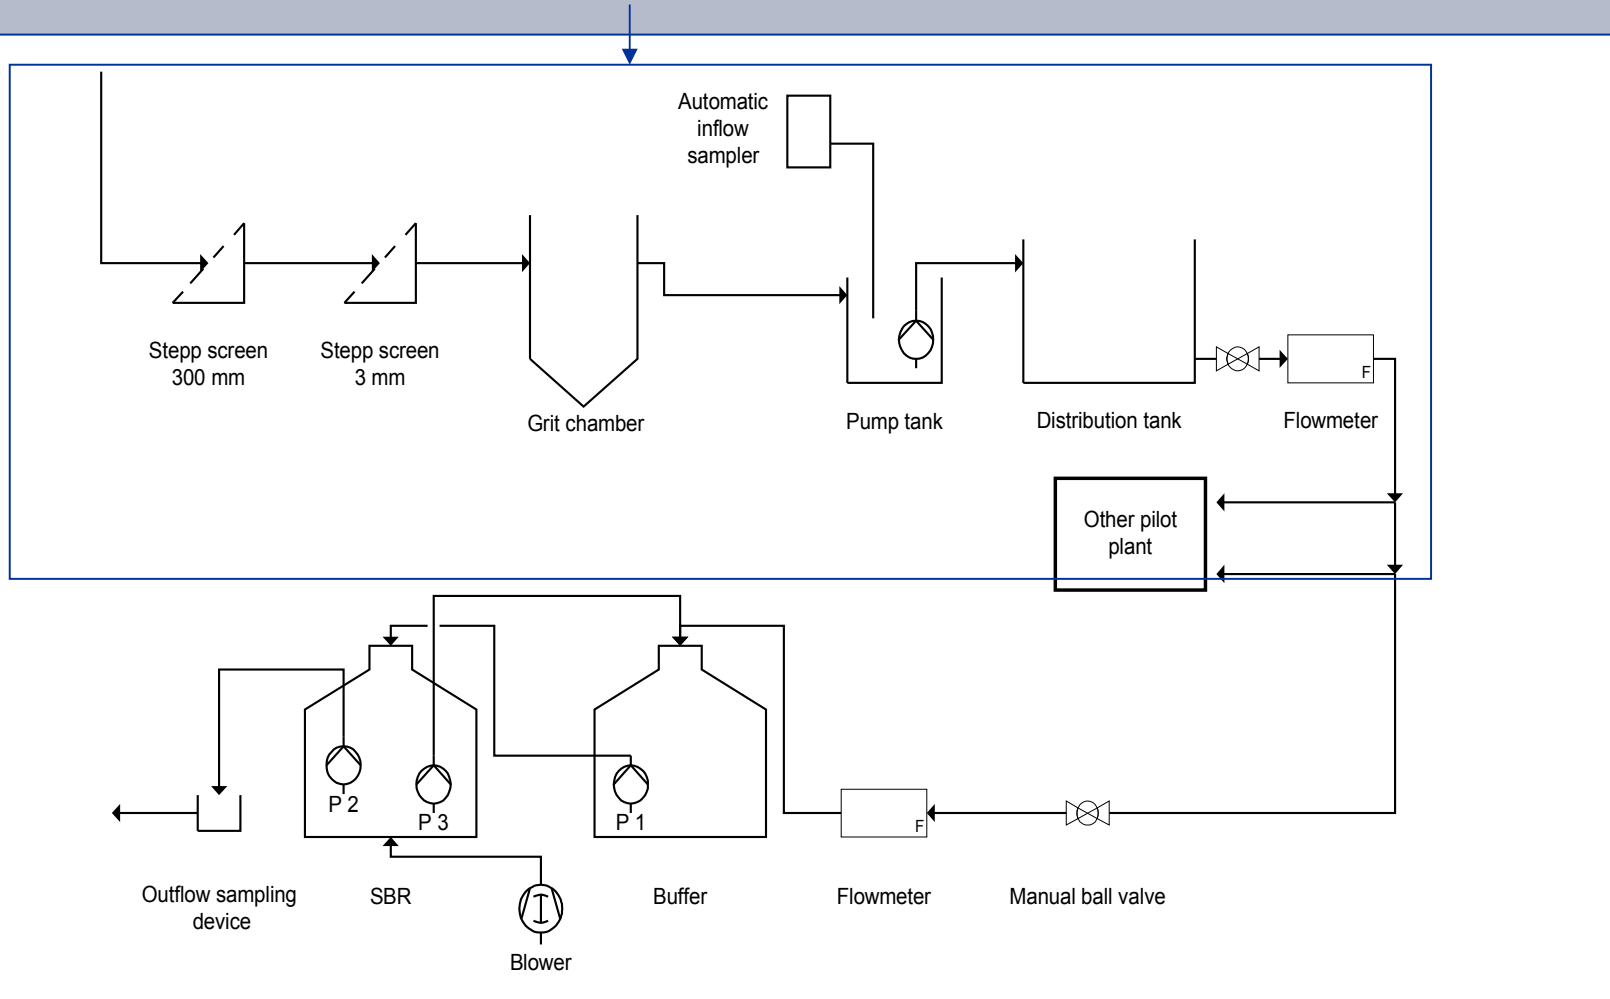 Automatic
inflow
sampler
Stepp screen
300 mm
Stepp screen
3 mm
Grit chamber
Pump tank
Distribution tank
F
Flowmeter
Other pilot
plant
P 2
P 3
P 1
F
Outflow sampling
device
SBR
Buffer
Flowmeter
Manual ball valve
Blower